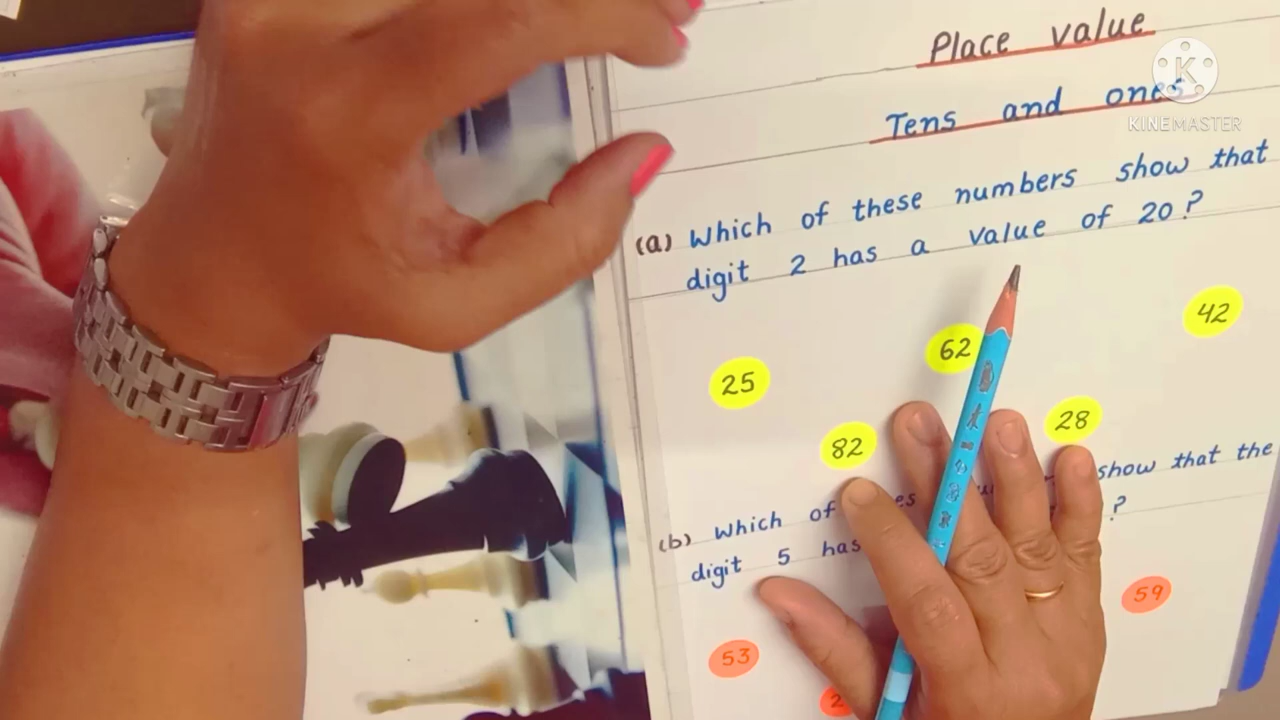 Place value
Tens and ones
KINEMASTER
(a) Which of these numbers show that
digit 2 has a value of 20?
42
62
25
28
82
(b) Which of show that the
digit 5 has ?
59
53